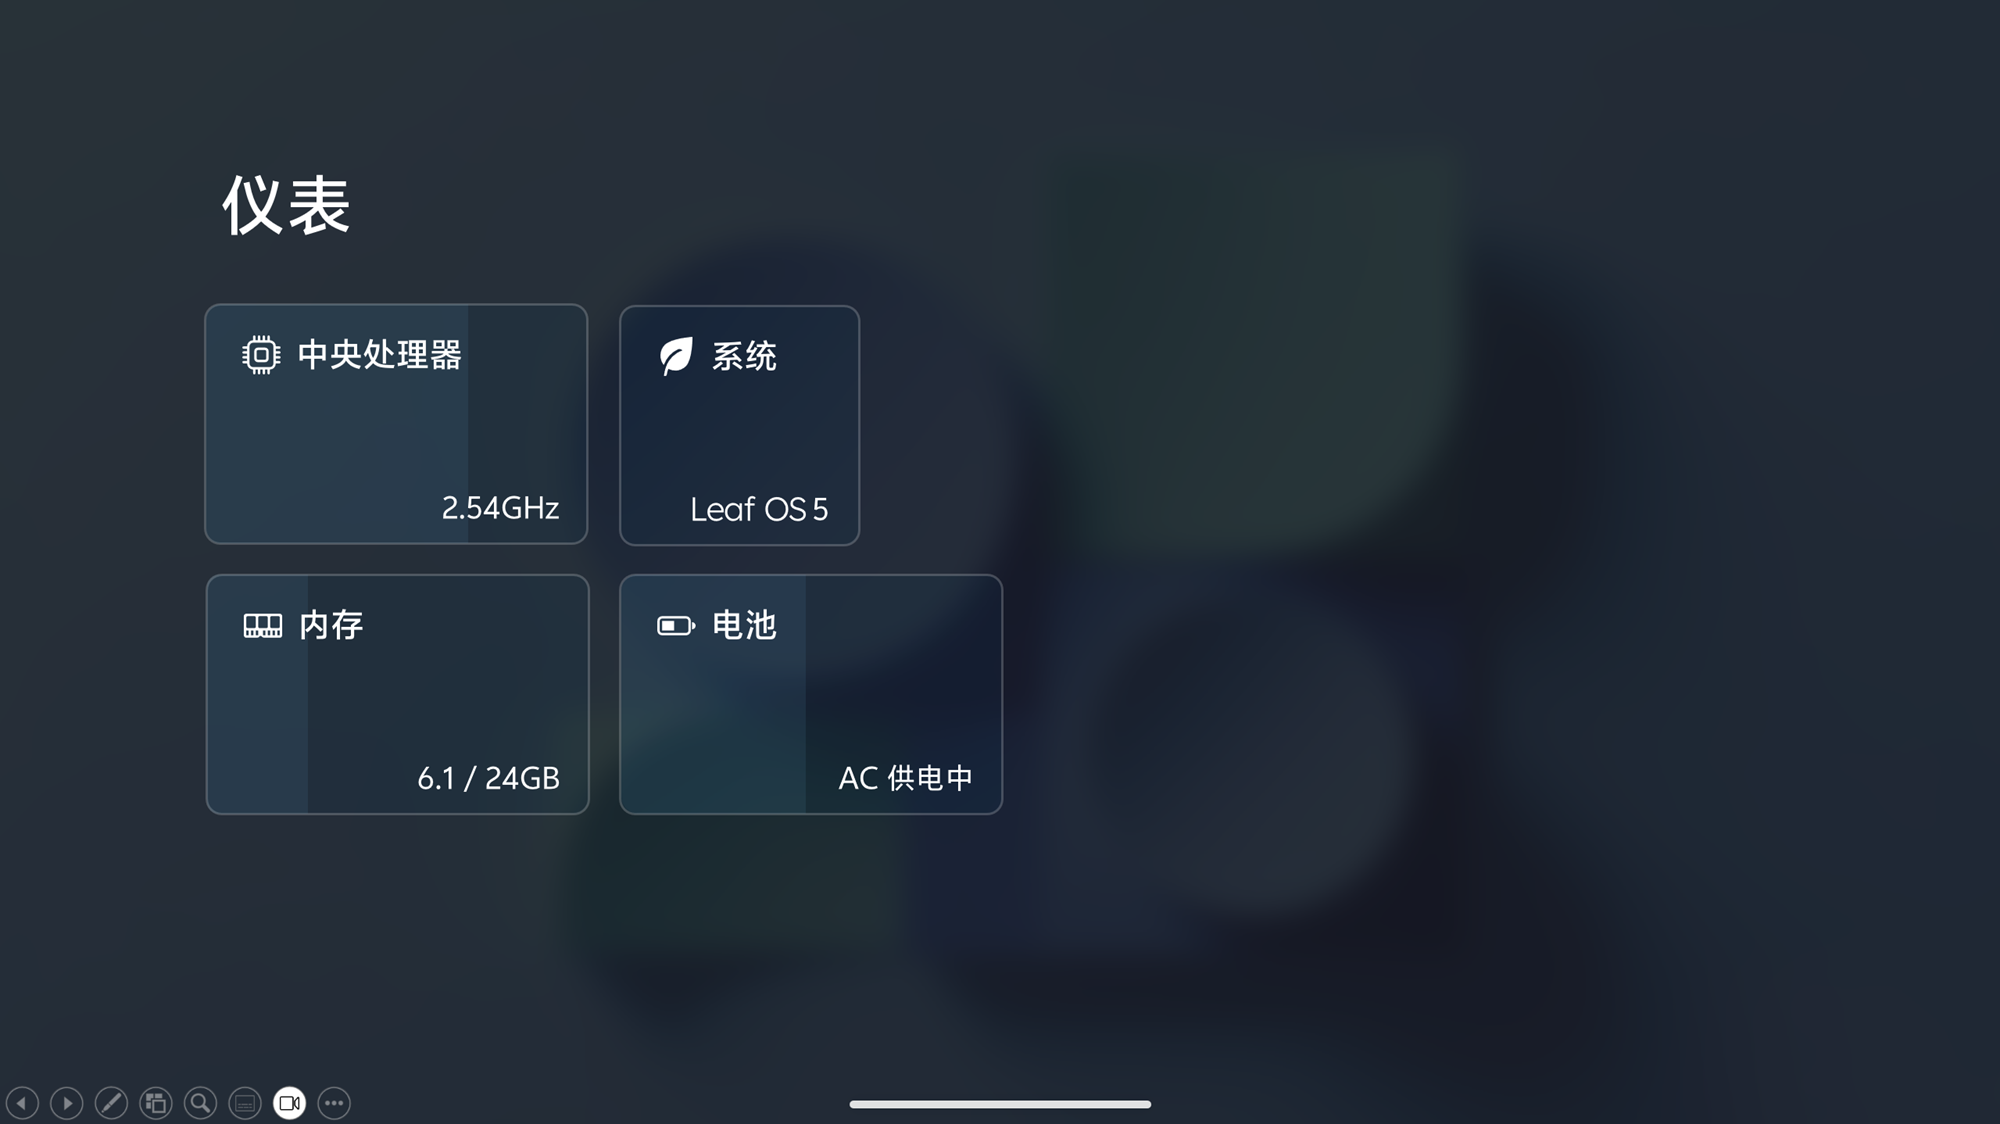 仪表
中央处理器
2.54GHz
系统
Leaf OS 5
内存
6.1 / 24GB
电池
AC 供电中